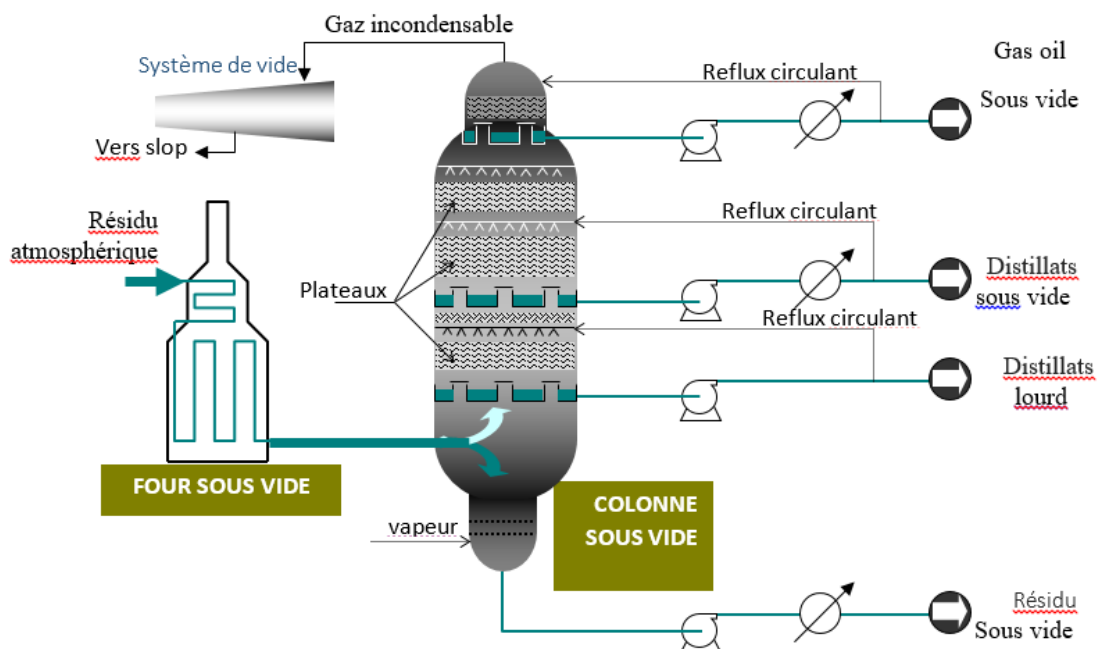 Gaz incondensable
Système de vide
Vers slop
Reflux circulant
Gas oil
Sous vide
Résidu
atmosphérique
Plateaux
Reflux circulant
Distillats
sous vide
Reflux circulant
Distillats
lourd
FOUR SOUS VIDE
COLONNE
SOUS VIDE
vapeur
Résidu
Sous vide